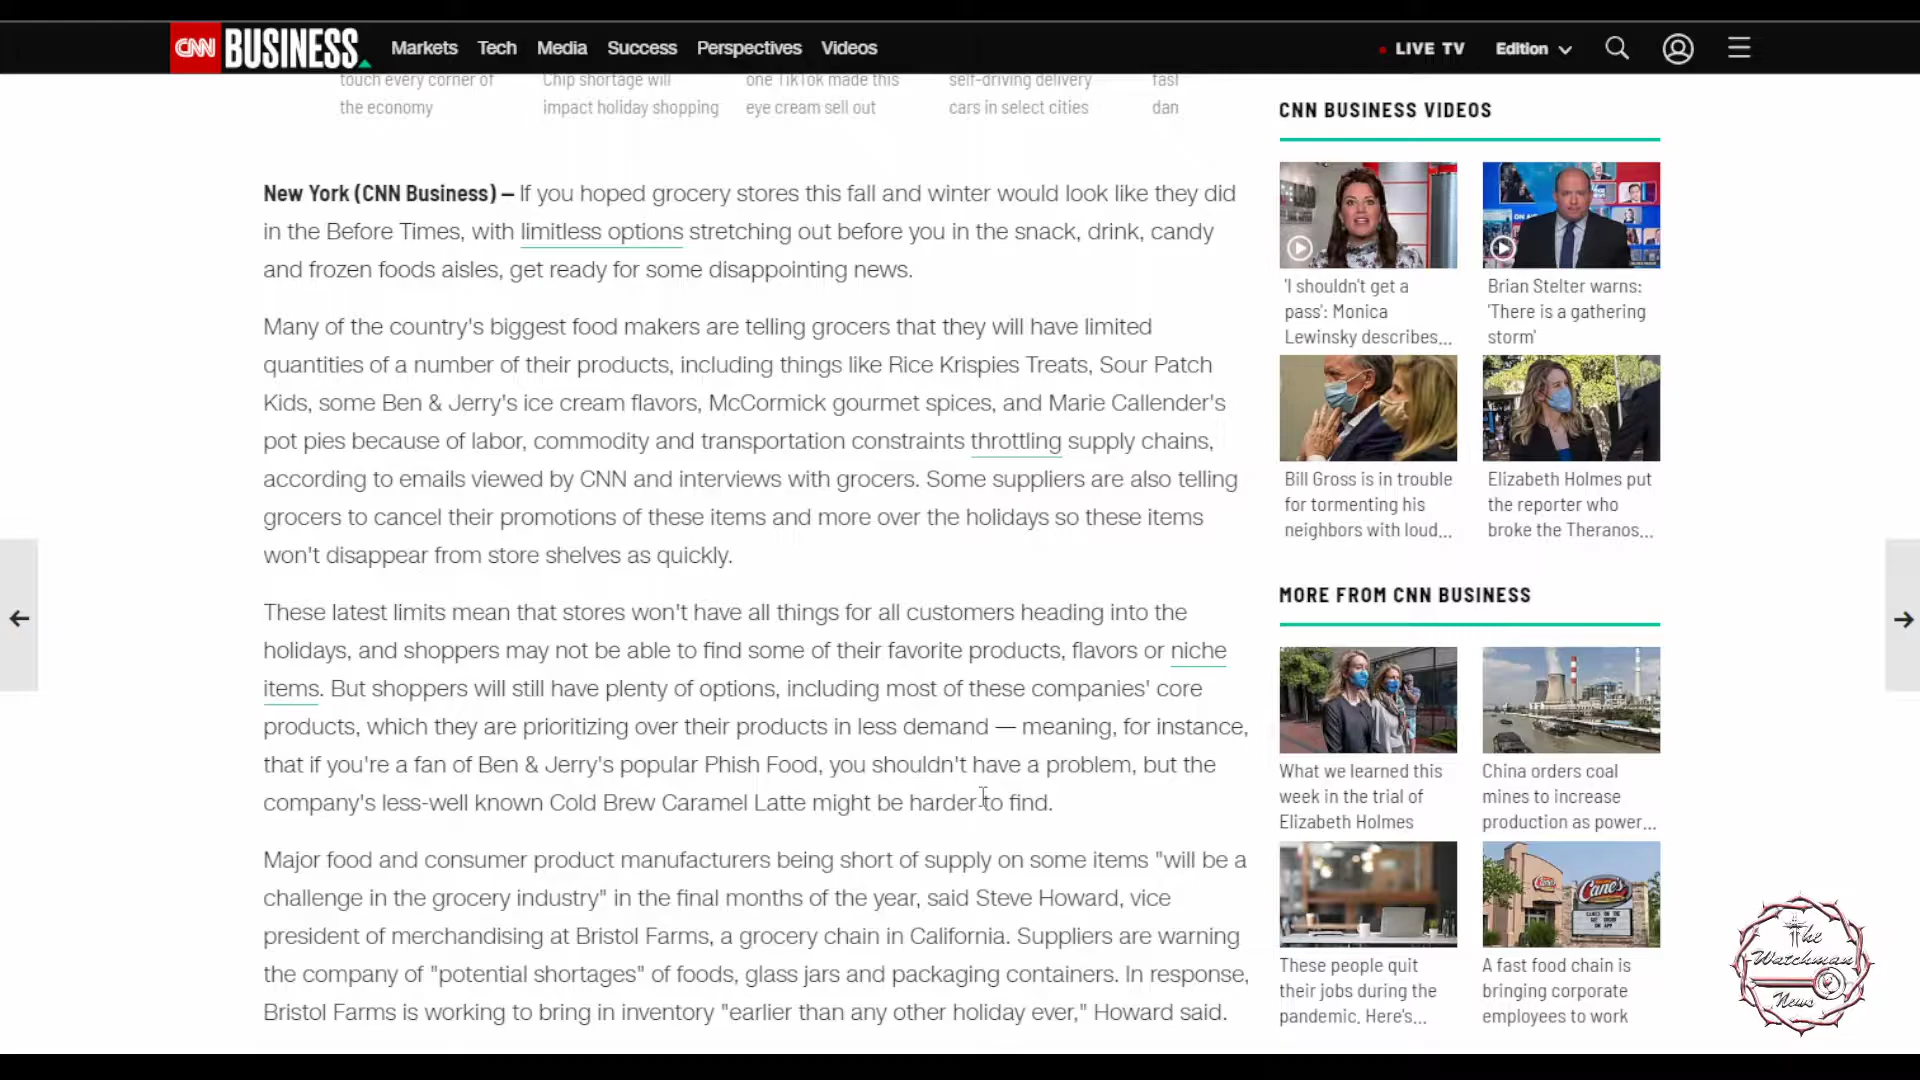 CNN BUSINESS Markets Tech Media Success Perspectives Videos LIVE TV Edition
touch every corner of
the economy
Chip shortage will
impact holiday shopping
one TikTok made this
eye cream sell out
self-driving delivery
cars in select cities
fast
dan
New York (CNN Business) — If you hoped grocery stores this fall and winter would look like they did
in the Before Times, with limitless options stretching out before you in the snack, drink, candy
and frozen foods aisles, get ready for some disappointing news.
Many of the country's biggest food makers are telling grocers that they will have limited
quantities of a number of their products, including things like Rice Krispies Treats, Sour Patch
Kids, some Ben & Jerry's ice cream flavors, McCormick gourmet spices, and Marie Callender's
pot pies because of labor, commodity and transportation constraints throttling supply chains,
according to emails viewed by CNN and interviews with grocers. Some suppliers are also telling
grocers to cancel their promotions of these items and more over the holidays so these items
won't disappear from store shelves as quickly.
These latest limits mean that stores won't have all things for all customers heading into the
holidays, and shoppers may not be able to find some of their favorite products, flavors or niche
items. But shoppers will still have plenty of options, including most of these companies' core
products, which they are prioritizing over their products in less demand — meaning, for instance,
that if you're a fan of Ben & Jerry's popular Phish Food, you shouldn't have a problem, but the
company's less-well known Cold Brew Caramel Latte might be harder to find.
Major food and consumer product manufacturers being short of supply on some items "will be a
challenge in the grocery industry" in the final months of the year, said Steve Howard, vice
president of merchandising at Bristol Farms, a grocery chain in California. Suppliers are warning
the company of "potential shortages" of foods, glass jars and packaging containers. In response,
Bristol Farms is working to bring in inventory "earlier than any other holiday ever," Howard said.
CNN BUSINESS VIDEOS
'I shouldn't get a
pass': Monica
Lewinsky describes...
Brian Stelter warns:
'There is a gathering
storm'
Bill Gross is in trouble
for tormenting his
neighbors with loud...
Elizabeth Holmes put
the reporter who
broke the Theranos...
MORE FROM CNN BUSINESS
What we learned this
week in the trial of
Elizabeth Holmes
China orders coal
mines to increase
production as power...
These people quit
their jobs during the
pandemic. Here's...
Cane's
A fast food chain is
bringing corporate
employees to work
The
Watchman
News